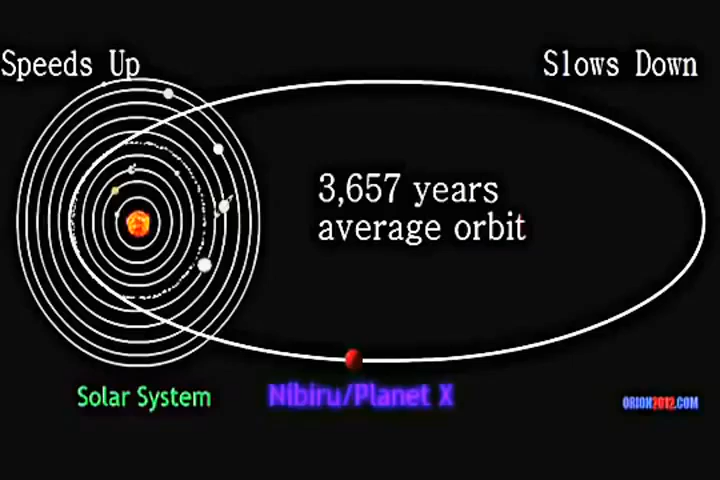 Speeds Up
Slows Down
3,657 years
average orbit
Solar System
Nibiru/Planet X
ORION2012.COM